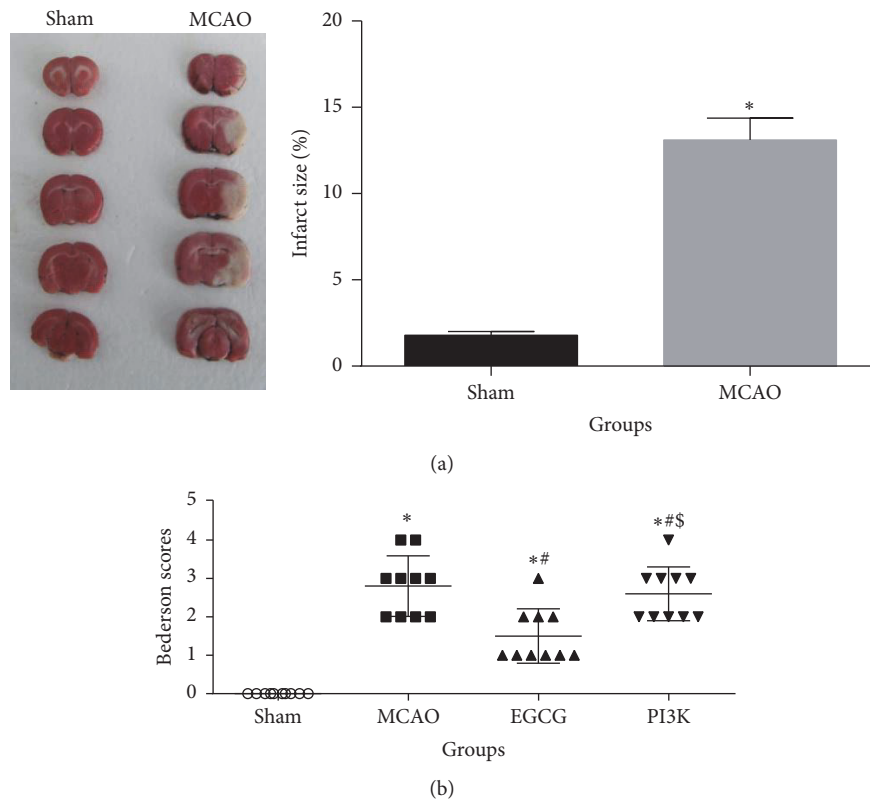 Sham MCAO
20
15
10
5
0
Infarct size (%)
*
Sham MCAO
Groups
(a)
5
4
3
2
1
0
Bederson scores
* *# *#$
Sham MCAO EGCG PI3K
Groups
(b)